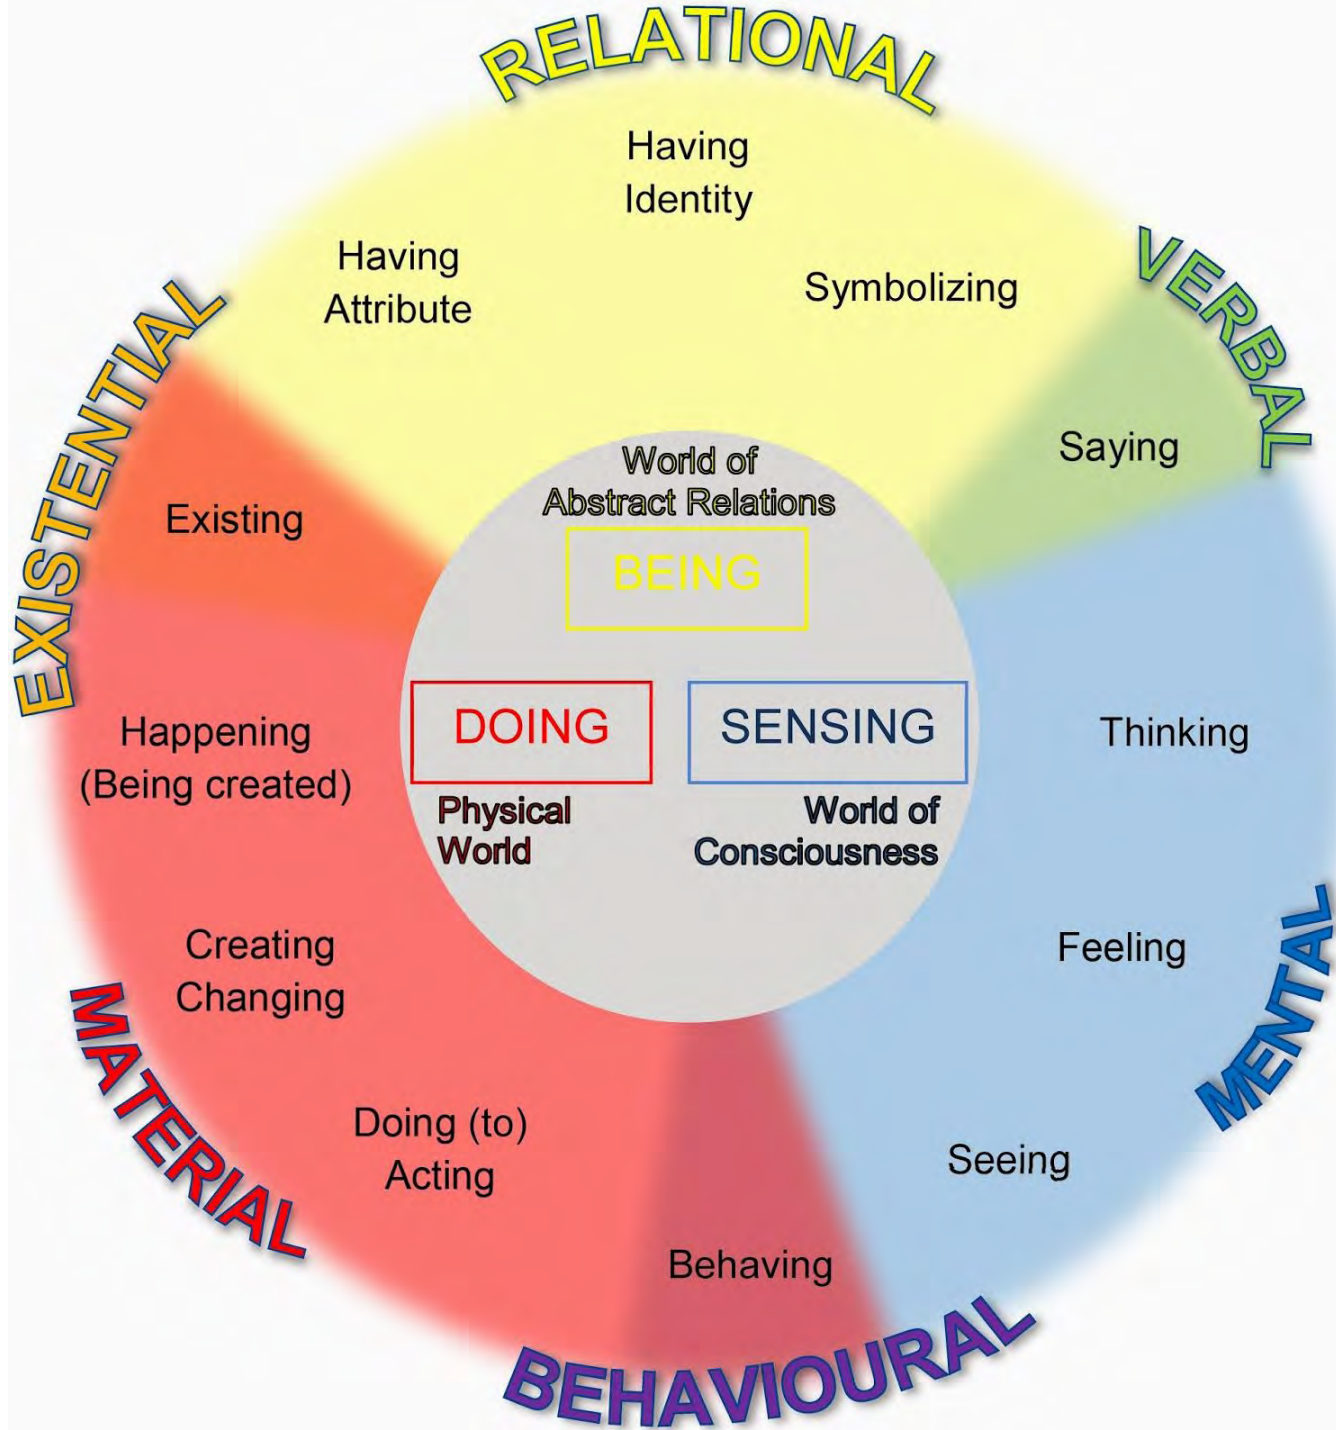 RELATIONAL
Having
Identity
Having
Attribute
Symbolizing
VERBAL
Saying
EXISTENTIAL
Existing
World of
Abstract Relations
BEING
DOING
Physical
World
SENSING
World of
Consciousness
Thinking
Feeling
Seeing
MENTAL
Happening
(Being created)
Creating
Changing
Doing (to)
Acting
MATERIAL
Behaving
BEHAVIOURAL